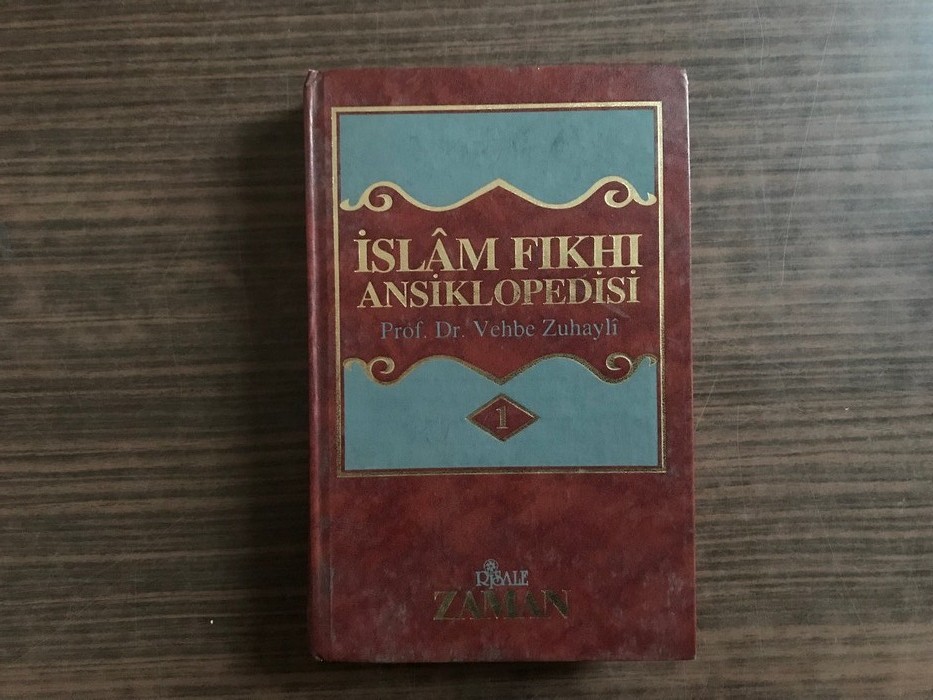 İSLÂM FIKHI
ANSİKLOPEDİSİ
Prof. Dr. Vehbe Zuhaylî
1
RİSALE
ZAMAN